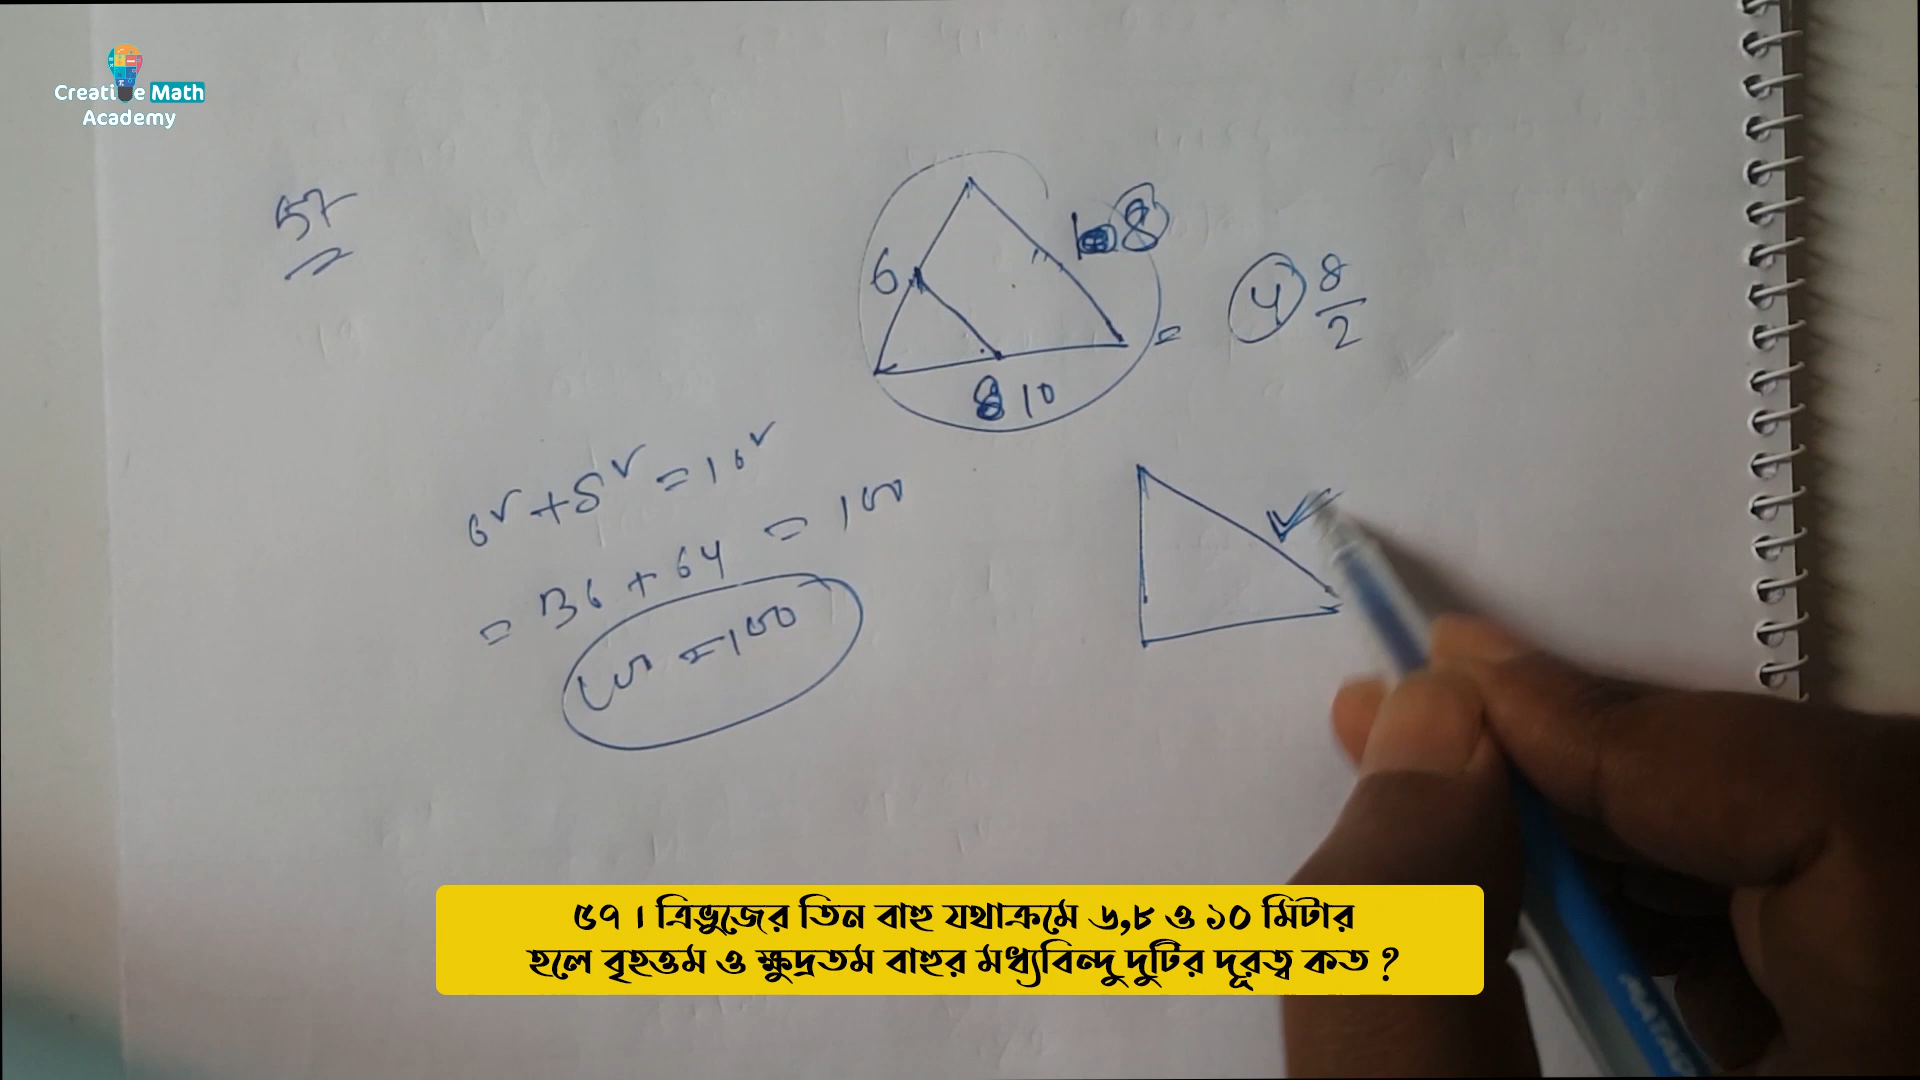 Creative Math
Academy
57
6
8
8 10
= 4 8/2
6² + 8² = 10²
= 36 + 64 = 100
100 = 100
৫৭ । ত্রিভুজের তিন বাহু যথাক্রমে ৬,৮ ও ১০ মিটার
হলে বৃহত্তম ও ক্ষুদ্রতম বাহুর মধ্যবিন্দু দুটির দূরত্ব কত ?